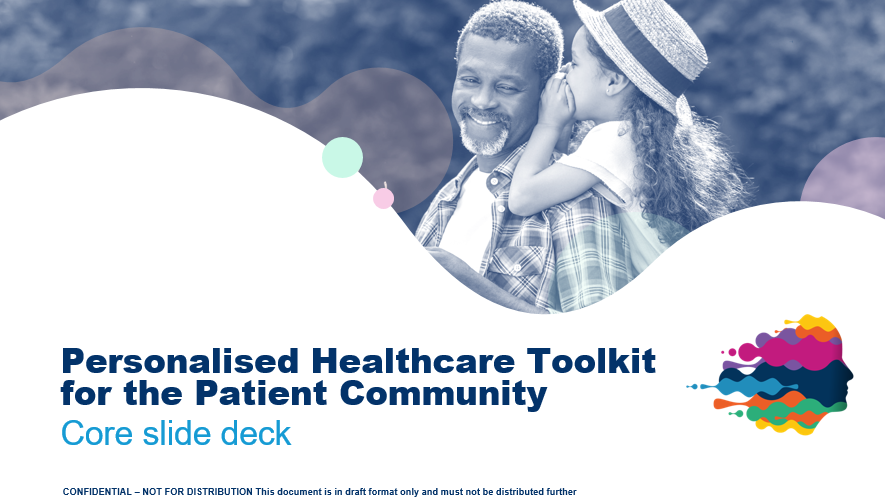 Personalised Healthcare Toolkit
for the Patient Community
Core slide deck
CONFIDENTIAL – NOT FOR DISTRIBUTION This document is in draft format only and must not be distributed further